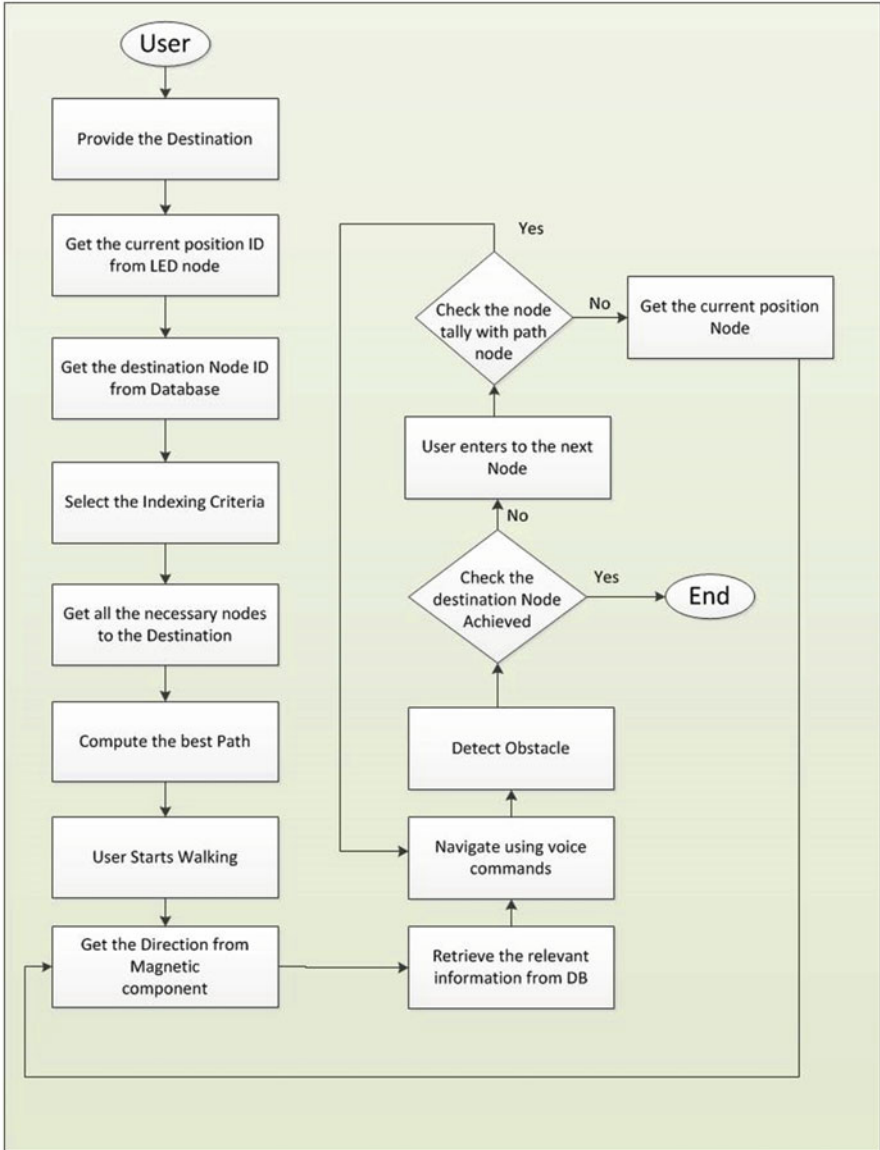 User
Provide the Destination
Get the current position ID
from LED node
Get the destination Node ID
from Database
Select the Indexing Criteria
Get all the necessary nodes
to the Destination
Compute the best Path
User Starts Walking
Get the Direction from
Magnetic
component
Retrieve the relevant
information from DB
Navigate using voice
commands
Detect Obstacle
Check the
destination Node
Achieved
Yes
End
No
User enters to the next
Node
Check the node
tally with path
node
Yes
No
Get the current position
Node